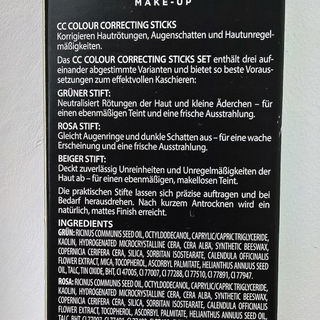 MAKE-UP
CC COLOUR CORRECTING STICKS
Korrigieren Hautrötungen, Augenschatten und Hautunregel-
mäßigkeiten.
Das CC COLOUR CORRECTING STICKS SET enthält drei auf-
einander abgestimmte Varianten und bietet so beste Voraus-
setzungen zum effektvollen Kaschieren:
GRÜNER STIFT:
Neutralisiert Rötungen der Haut und kleine Äderchen – für
einen ebenmäßigen Teint und eine frische Ausstrahlung.
ROSA STIFT:
Gleicht Augenringe und dunkle Schatten aus – für eine wache
Erscheinung und eine frische Ausstrahlung.
BEIGER STIFT:
Deckt zuverlässig Unreinheiten und Unregelmäßigkeiten der
Haut ab – für einen ebenmäßigen, makellosen Teint.
Die praktischen Stifte lassen sich präzise auftragen und bei
Bedarf herausdrehen. Nach kurzem Antrocknen wird ein
natürlich, mattes Finish erreicht.
INGREDIENTS
GRÜN: RICINUS COMMUNIS SEED OIL, OCTYLDODECANOL, CAPRYLIC/CAPRIC TRIGLYCERIDE,
KAOLIN, HYDROGENATED MICROCRYSTALLINE CERA, CERA ALBA, SYNTHETIC BEESWAX,
COPERNICIA CERIFERA CERA, SILICA, SORBITAN ISOSTEARATE, CALENDULA OFFICINALIS
FLOWER EXTRACT, MICA, TOCOPHEROL, ASCORBYL PALMITATE, HELIANTHUS ANNUUS SEED
OIL, TALC, TIN OXIDE, BHT, CI 47005, CI 77007, CI 77288, CI 77510, CI 77891, CI 77947.
ROSA: RICINUS COMMUNIS SEED OIL, OCTYLDODECANOL, CAPRYLIC/CAPRIC TRIGLYCERIDE,
KAOLIN, HYDROGENATED MICROCRYSTALLINE CERA, CERA ALBA, SYNTHETIC BEESWAX,
COPERNICIA CERIFERA CERA, SILICA, SORBITAN ISOSTEARATE, CALENDULA OFFICINALIS
FLOWER EXTRACT, TOCOPHEROL, ASCORBYL PALMITATE, HELIANTHUS ANNUUS SEED
OIL, TALC, BHT,